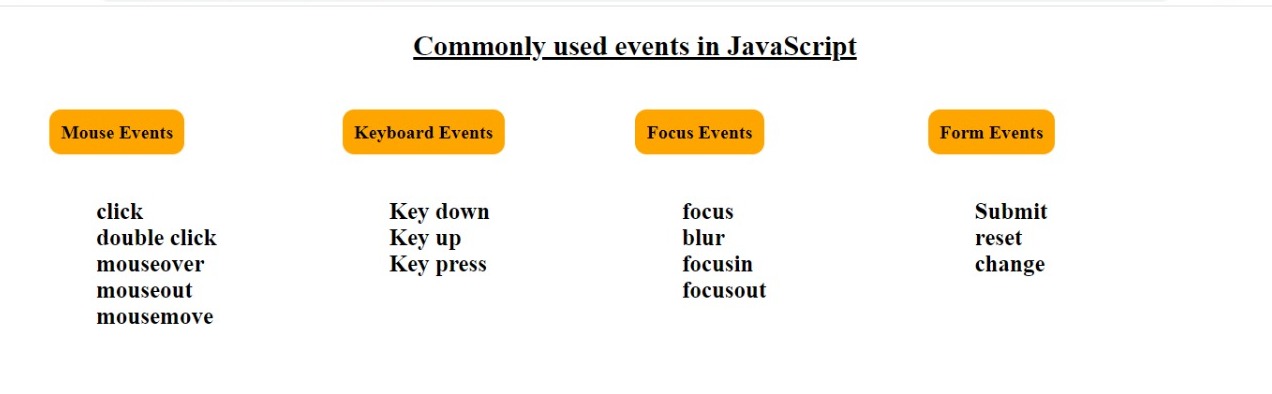 Commonly used events in JavaScript
Mouse Events
click
double click
mouseover
mouseout
mousemove
Keyboard Events
Key down
Key up
Key press
Focus Events
focus
blur
focusin
focusout
Form Events
Submit
reset
change